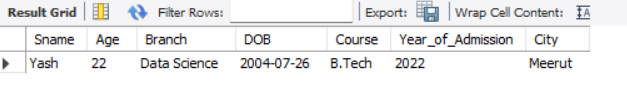 Result Grid Filter Rows: Export: Wrap Cell Content: IA
Sname Age Branch DOB Course Year_of_Admission City
Yash 22 Data Science 2004-07-26 B.Tech 2022 Meerut